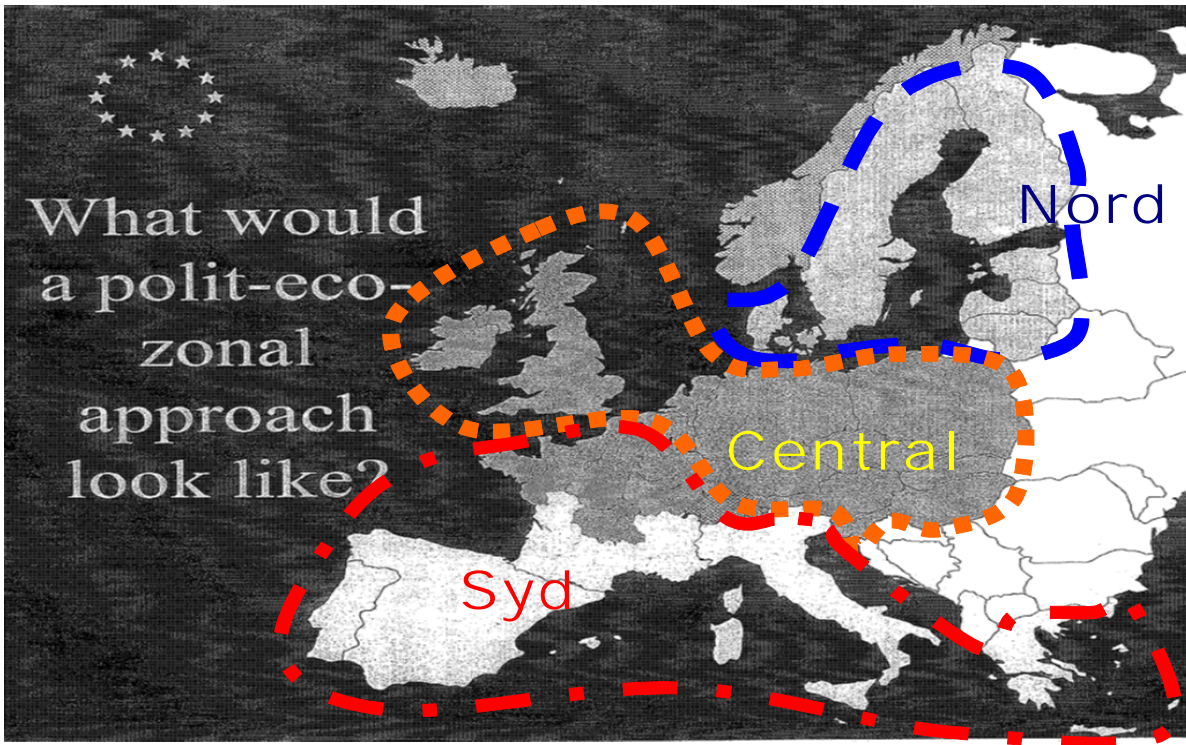 What would
a polit-eco-
zonal
approach
look like?
Nord
Central
Syd